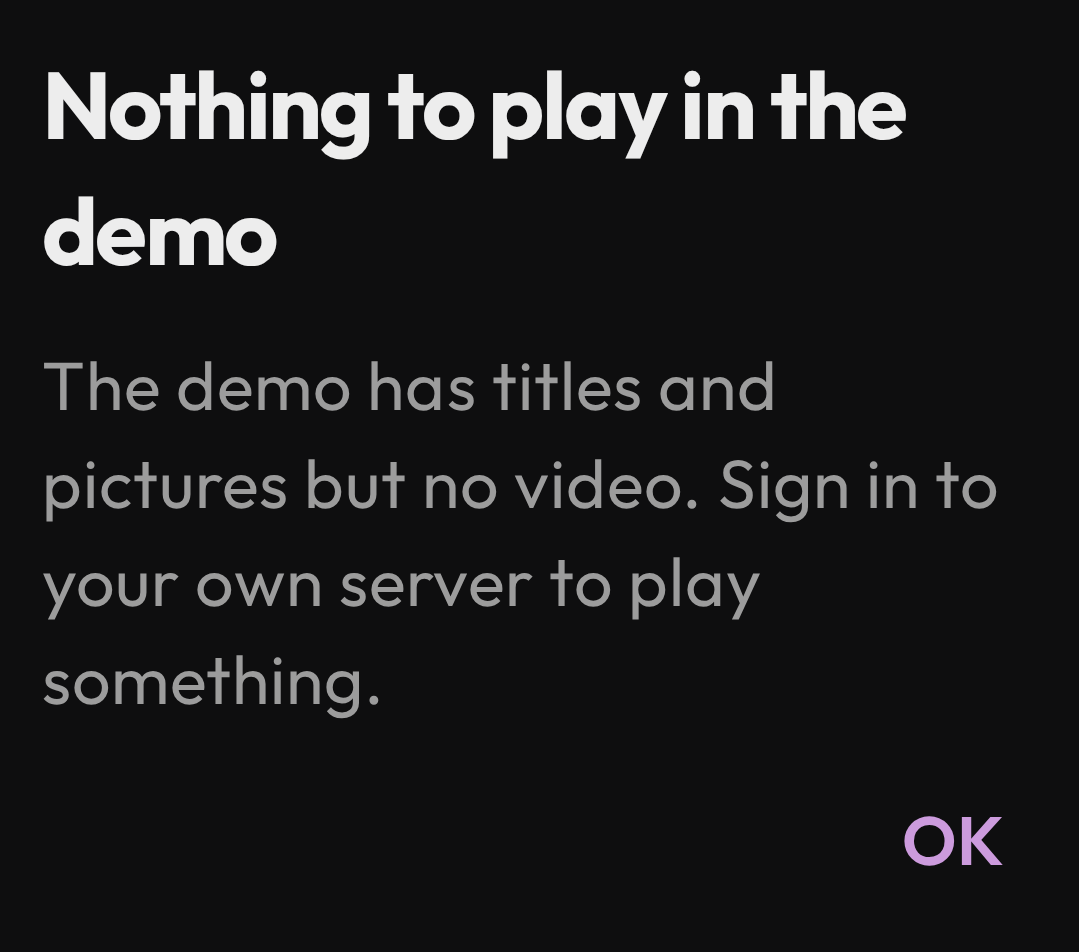 Nothing to play in the
demo
The demo has titles and
pictures but no video. Sign in to
your own server to play
something.
OK